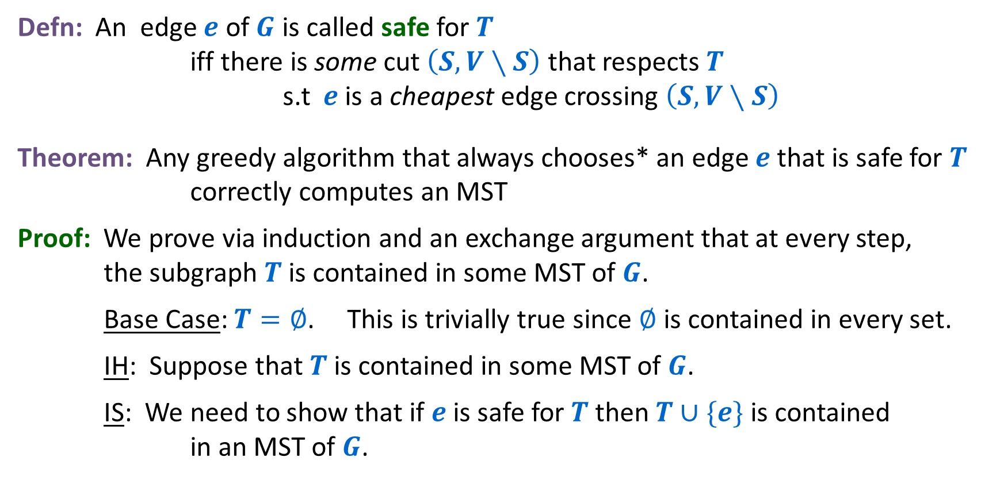 Defn: An edge e of G is called safe for T
iff there is some cut (S, V \ S) that respects T
s.t e is a cheapest edge crossing (S, V \ S)
Theorem: Any greedy algorithm that always chooses* an edge e that is safe for T
correctly computes an MST
Proof: We prove via induction and an exchange argument that at every step,
the subgraph T is contained in some MST of G.
Base Case: T = ∅. This is trivially true since ∅ is contained in every set.
IH: Suppose that T is contained in some MST of G.
IS: We need to show that if e is safe for T then T ∪ {e} is contained
in an MST of G.